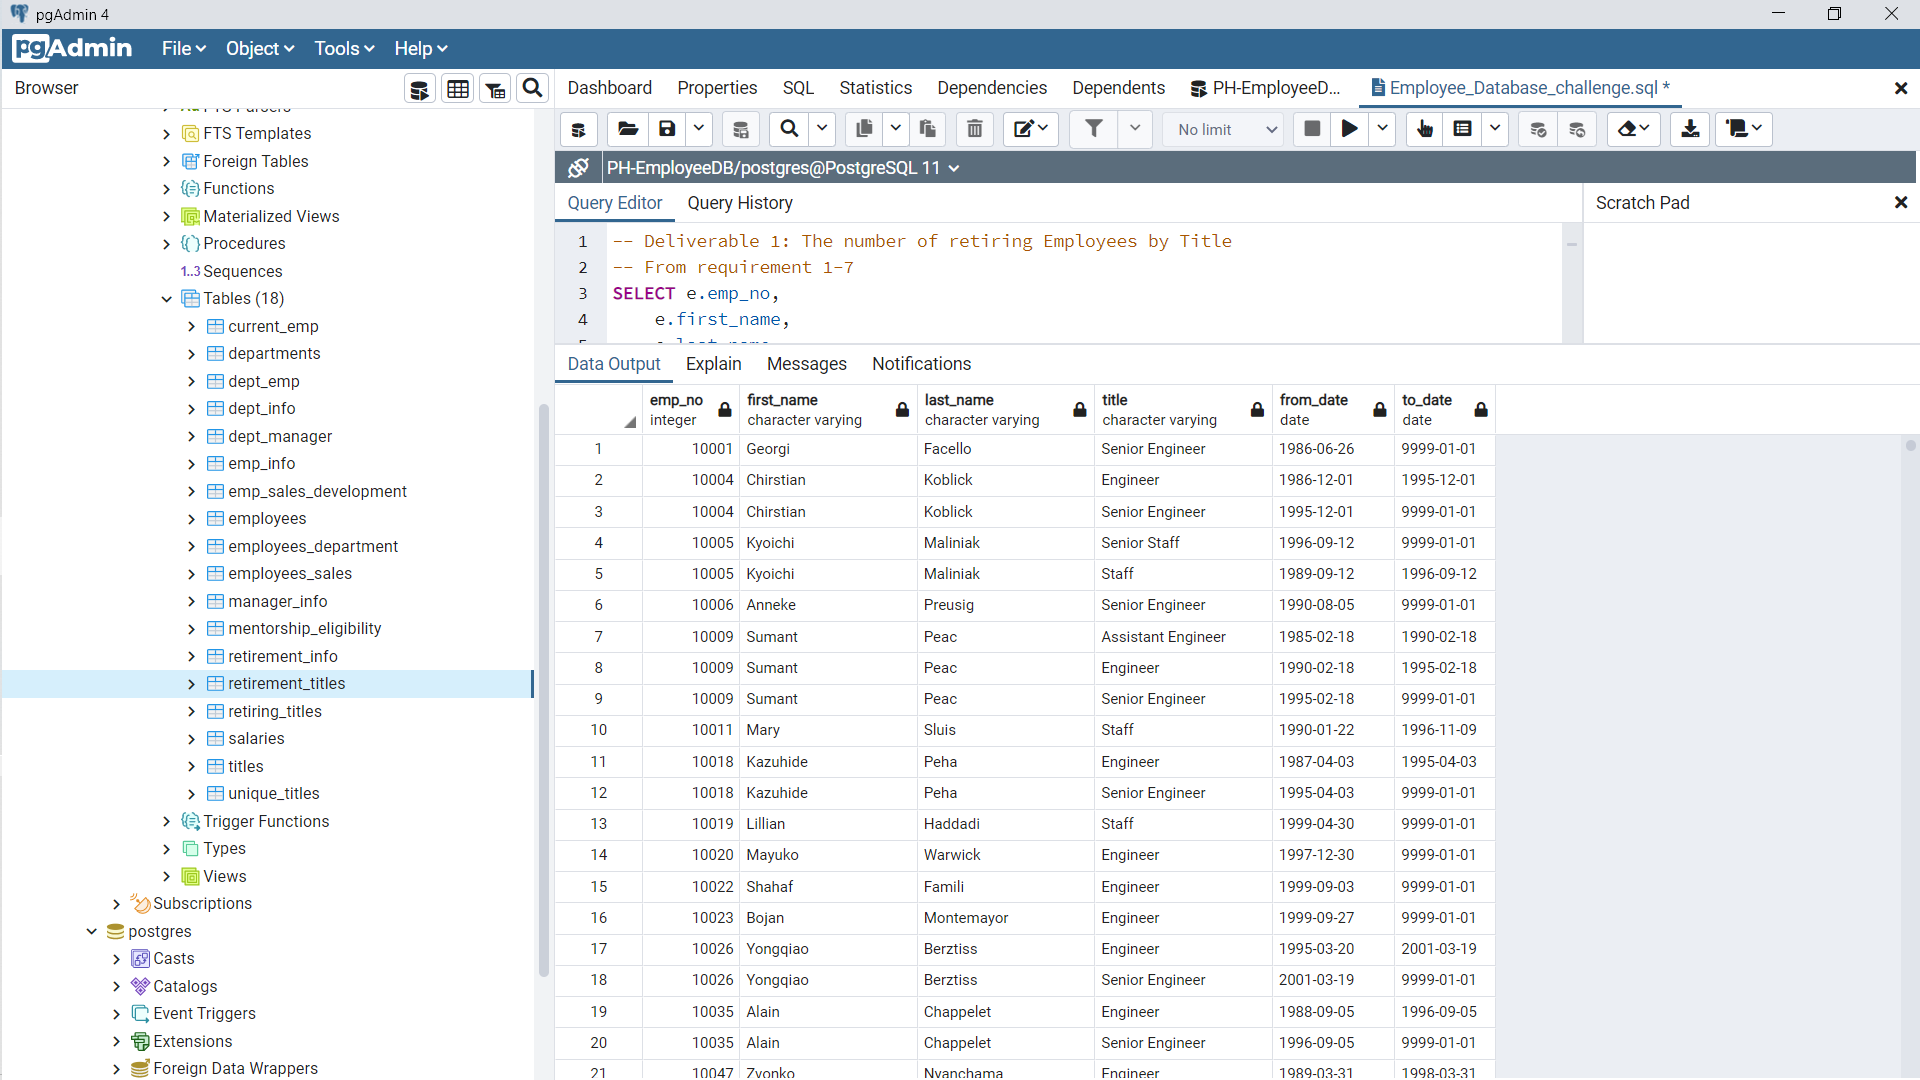 pgAdmin 4
pgAdmin File Object Tools Help
Browser
FTS Templates
Foreign Tables
Functions
Materialized Views
Procedures
1..3 Sequences
Tables (18)
current_emp
departments
dept_emp
dept_info
dept_manager
emp_info
emp_sales_development
employees
employees_department
employees_sales
manager_info
mentorship_eligibility
retirement_info
retirement_titles
retiring_titles
salaries
titles
unique_titles
Trigger Functions
Types
Views
Subscriptions
postgres
Casts
Catalogs
Event Triggers
Extensions
Foreign Data Wrappers
Dashboard Properties SQL Statistics Dependencies Dependents PH-EmployeeD... Employee_Database_challenge.sql *
No limit
PH-EmployeeDB/postgres@PostgreSQL 11
Query Editor Query History
Scratch Pad
1 -- Deliverable 1: The number of retiring Employees by Title
2 -- From requirement 1-7
3 SELECT e.emp_no,
4 e.first_name,
Data Output Explain Messages Notifications
emp_no first_name last_name title from_date to_date
integer character varying character varying character varying date date
1 10001 Georgi Facello Senior Engineer 1986-06-26 9999-01-01
2 10004 Chirstian Koblick Engineer 1986-12-01 1995-12-01
3 10004 Chirstian Koblick Senior Engineer 1995-12-01 9999-01-01
4 10005 Kyoichi Maliniak Senior Staff 1996-09-12 9999-01-01
5 10005 Kyoichi Maliniak Staff 1989-09-12 1996-09-12
6 10006 Anneke Preusig Senior Engineer 1990-08-05 9999-01-01
7 10009 Sumant Peac Assistant Engineer 1985-02-18 1990-02-18
8 10009 Sumant Peac Engineer 1990-02-18 1995-02-18
9 10009 Sumant Peac Senior Engineer 1995-02-18 9999-01-01
10 10011 Mary Sluis Staff 1990-01-22 1996-11-09
11 10018 Kazuhide Peha Engineer 1987-04-03 1995-04-03
12 10018 Kazuhide Peha Senior Engineer 1995-04-03 9999-01-01
13 10019 Lillian Haddadi Staff 1999-04-30 9999-01-01
14 10020 Mayuko Warwick Engineer 1997-12-30 9999-01-01
15 10022 Shahaf Famili Engineer 1999-09-03 9999-01-01
16 10023 Bojan Montemayor Engineer 1999-09-27 9999-01-01
17 10026 Yongqiao Berztiss Engineer 1995-03-20 2001-03-19
18 10026 Yongqiao Berztiss Senior Engineer 2001-03-19 9999-01-01
19 10035 Alain Chappelet Engineer 1988-09-05 1996-09-05
20 10035 Alain Chappelet Senior Engineer 1996-09-05 9999-01-01
21 10047 Zvonko Nyanchama Engineer 1989-03-31 1998-03-31